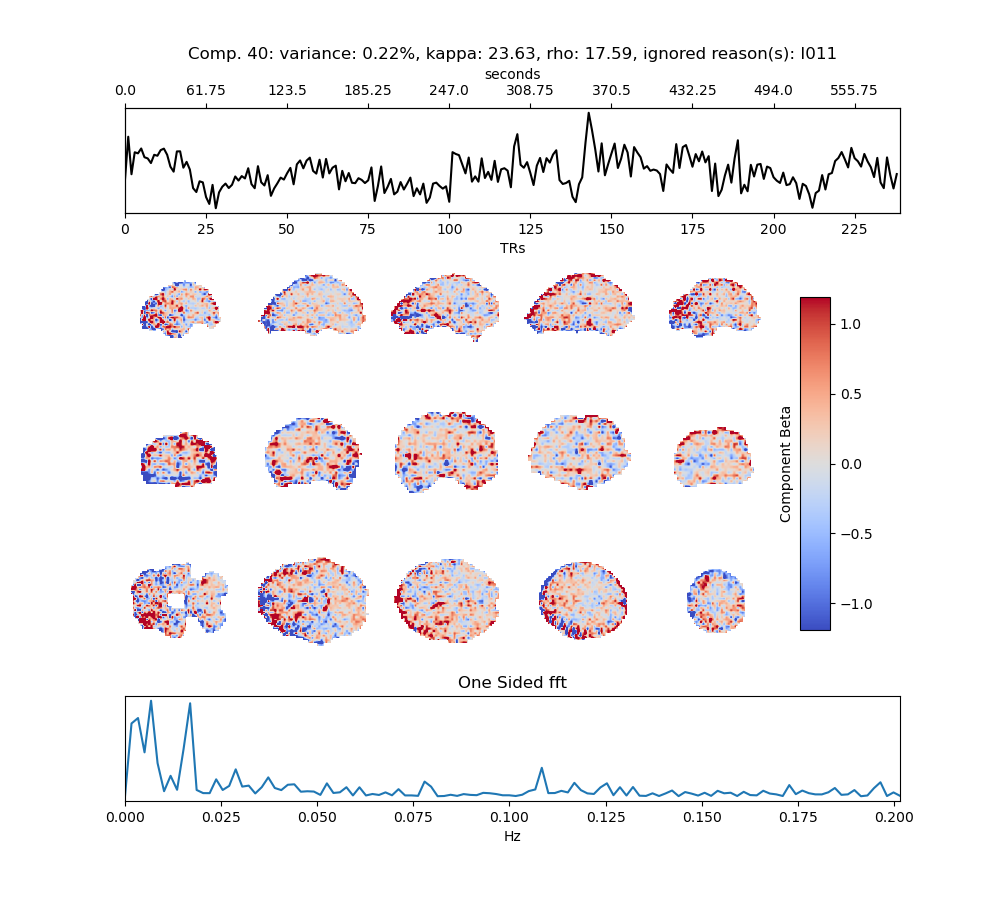 Comp. 40: variance: 0.22%, kappa: 23.63, rho: 17.59, ignored reason(s): I011
seconds
0.0 61.75 123.5 185.25 247.0 308.75 370.5 432.25 494.0 555.75
0 25 50 75 100 125 150 175 200 225
TRs
1.0
0.5
0.0
−0.5
−1.0
Component Beta
One Sided fft
0.000 0.025 0.050 0.075 0.100 0.125 0.150 0.175 0.200
Hz